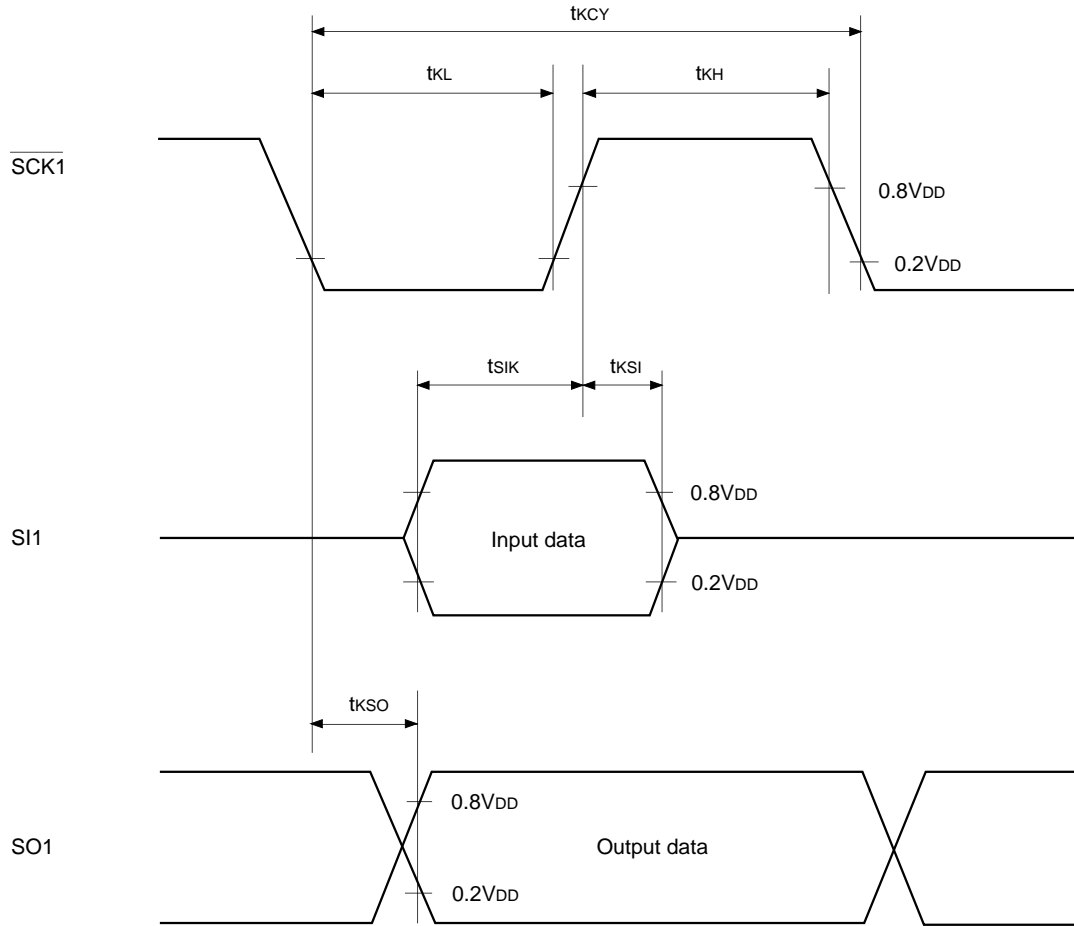 tKCY
tKL
tKH
SCK1
0.8VDD
0.2VDD
tSIK
tKSI
0.8VDD
SI1
Input data
0.2VDD
tKSO
0.8VDD
SO1
Output data
0.2VDD